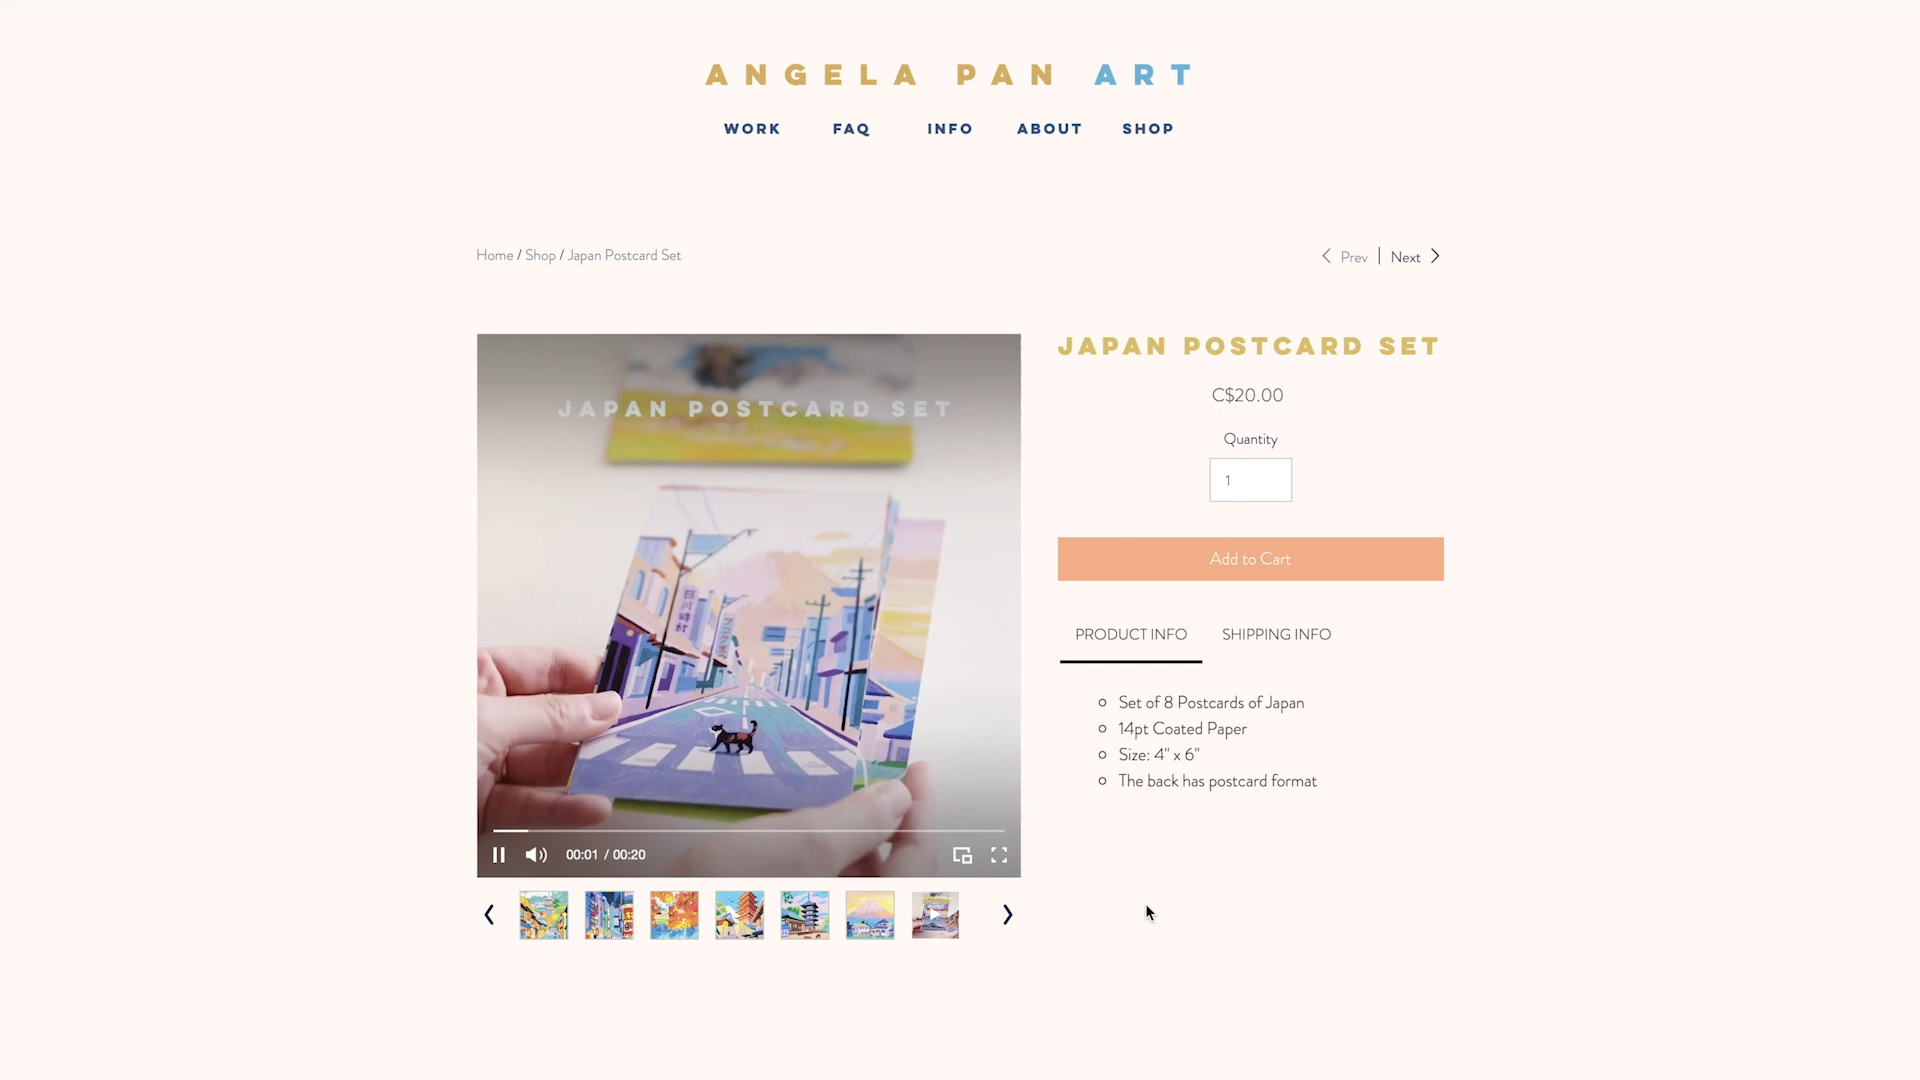 ANGELA PAN ART
WORK FAQ INFO ABOUT SHOP
Home / Shop / Japan Postcard Set
Prev | Next
JAPAN POSTCARD SET
JAPAN POSTCARD SET
C$20.00
Quantity
1
Add to Cart
PRODUCT INFO SHIPPING INFO
Set of 8 Postcards of Japan
14pt Coated Paper
Size: 4" x 6"
The back has postcard format
00:01 / 00:20